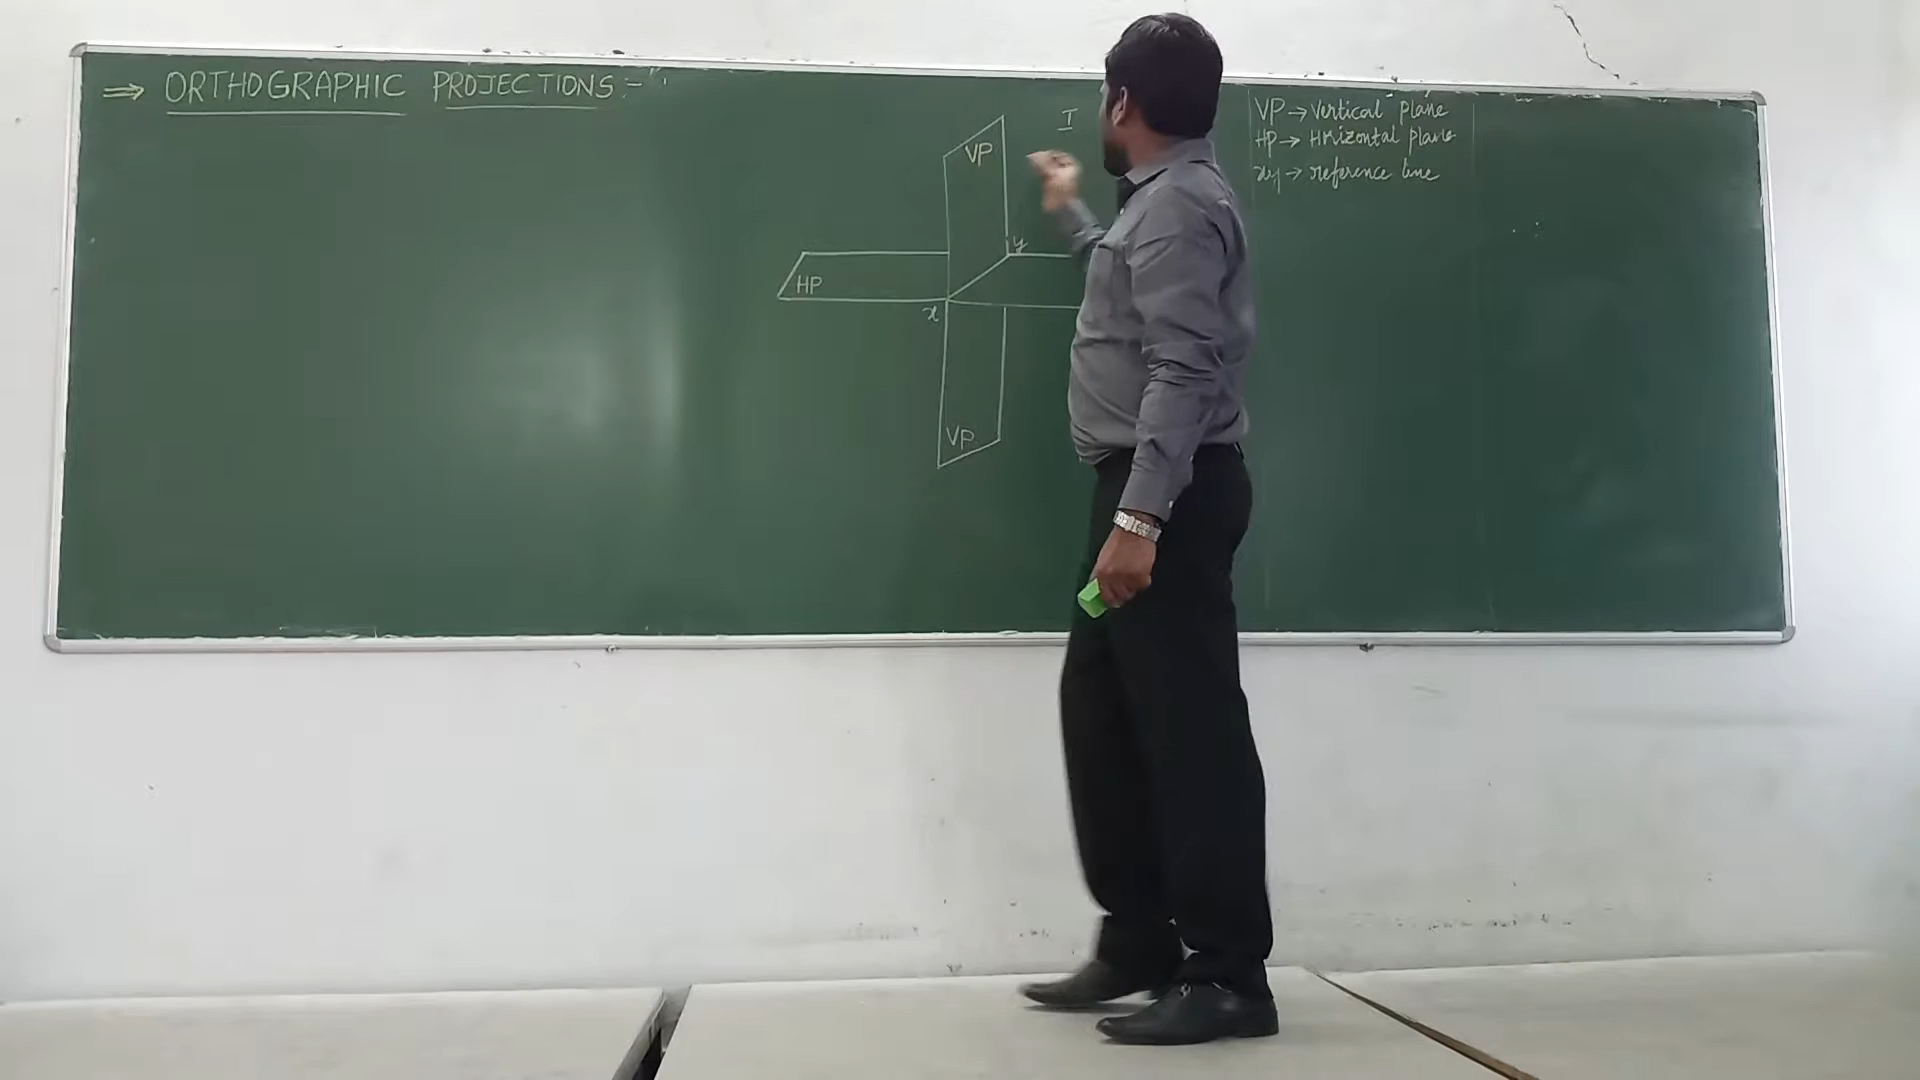 ⇒ ORTHOGRAPHIC PROJECTIONS :-
I
VP
y
HP
x
VP
VP → Vertical plane
HP → Hrizontal plane
xy → reference line